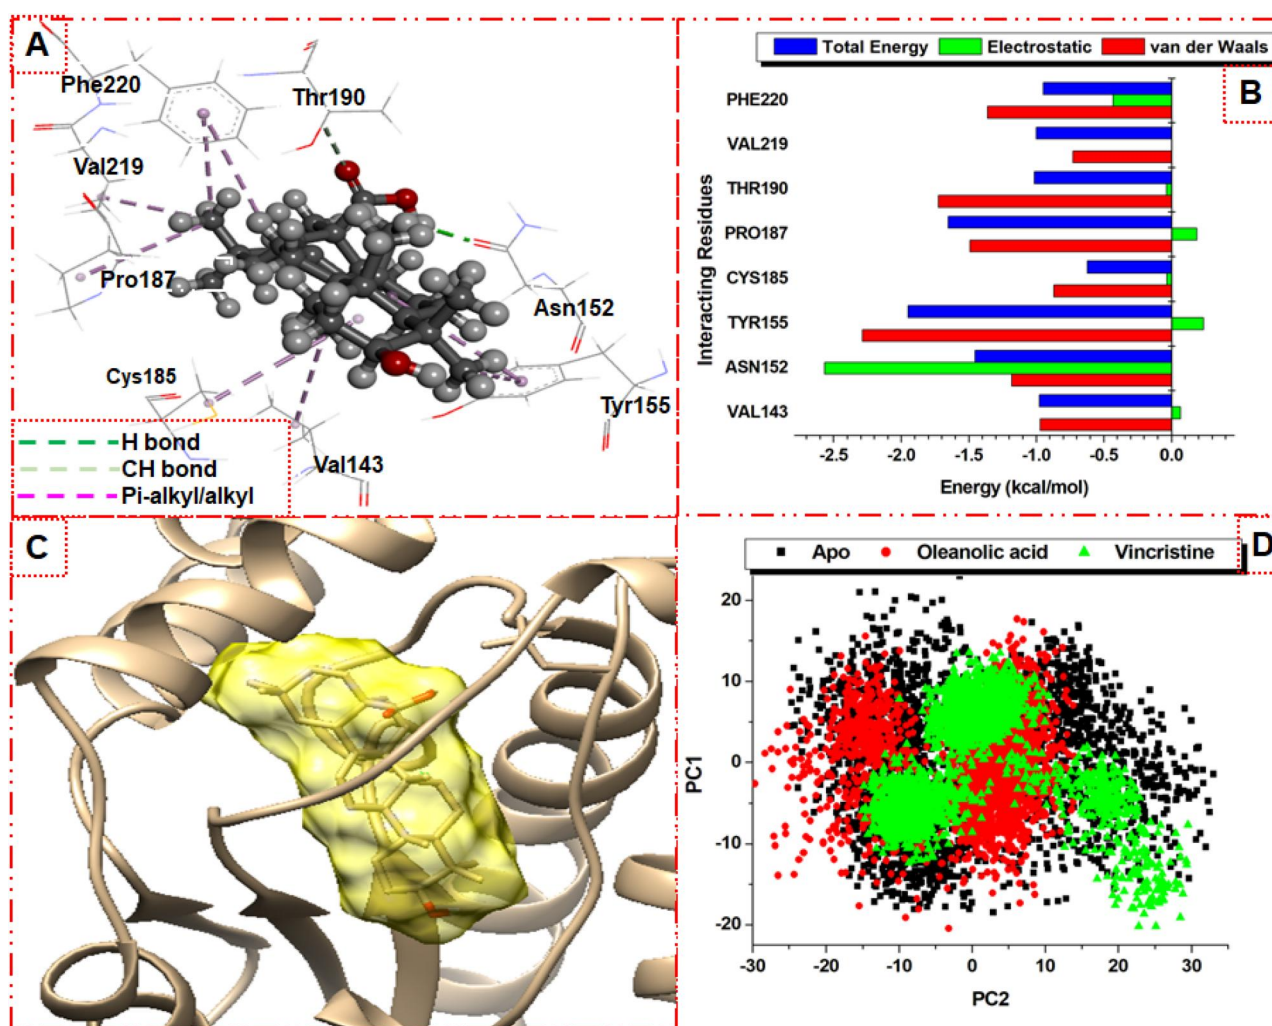 A
Phe220
Thr190
Val219
Pro187
Asn152
Cys185
Tyr155
Val143
H bond
CH bond
Pi-alkyl/alkyl
Total Energy Electrostatic van der Waals
B
Interacting Residues
PHE220
VAL219
THR190
PRO187
CYS185
TYR155
ASN152
VAL143
-2.5 -2.0 -1.5 -1.0 -0.5 0.0
Energy (kcal/mol)
C
Apo Oleanolic acid Vincristine
D
PC1
20
10
0
-10
-20
-30 -20 -10 0 10 20 30
PC2